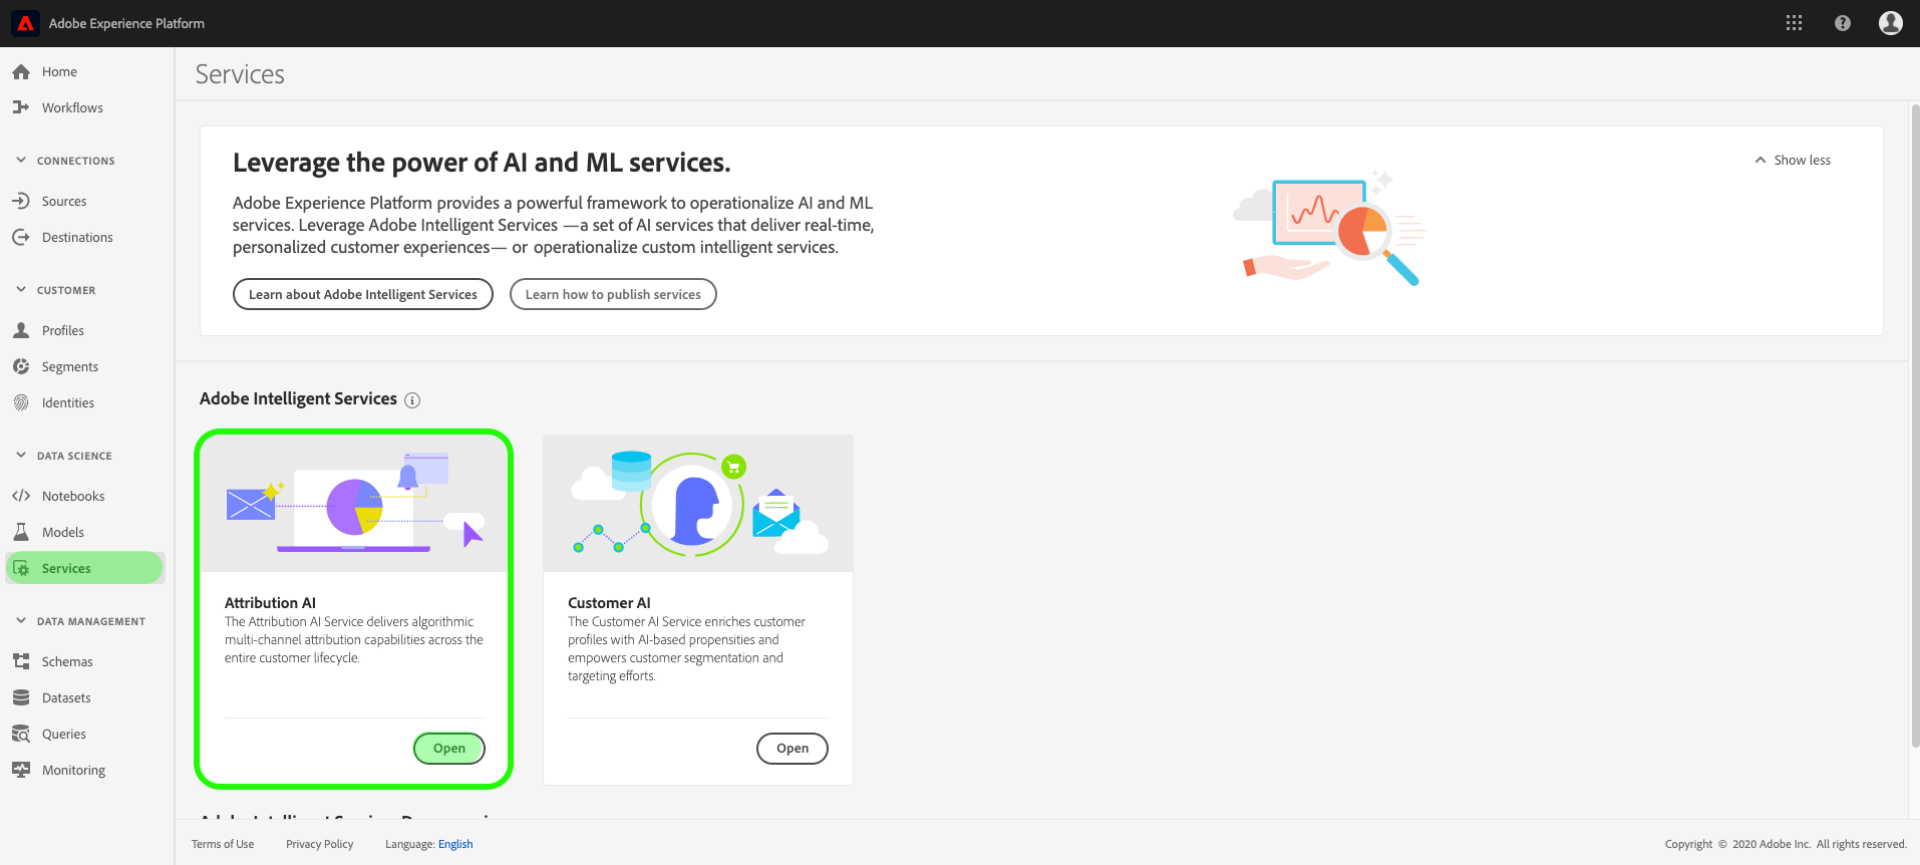 Adobe Experience Platform
Home
Workflows
CONNECTIONS
Sources
Destinations
CUSTOMER
Profiles
Segments
Identities
DATA SCIENCE
Notebooks
Models
Services
DATA MANAGEMENT
Schemas
Datasets
Queries
Monitoring
Services
Leverage the power of AI and ML services.
Show less
Adobe Experience Platform provides a powerful framework to operationalize AI and ML
services. Leverage Adobe Intelligent Services —a set of AI services that deliver real-time,
personalized customer experiences— or operationalize custom intelligent services.
Learn about Adobe Intelligent Services
Learn how to publish services
Adobe Intelligent Services
Attribution AI
The Attribution AI Service delivers algorithmic
multi-channel attribution capabilities across the
entire customer lifecycle.
Open
Customer AI
The Customer AI Service enriches customer
profiles with AI-based propensities and
empowers customer segmentation and
targeting efforts.
Open
Terms of Use
Privacy Policy
Language: English
Copyright © 2020 Adobe Inc. All rights reserved.